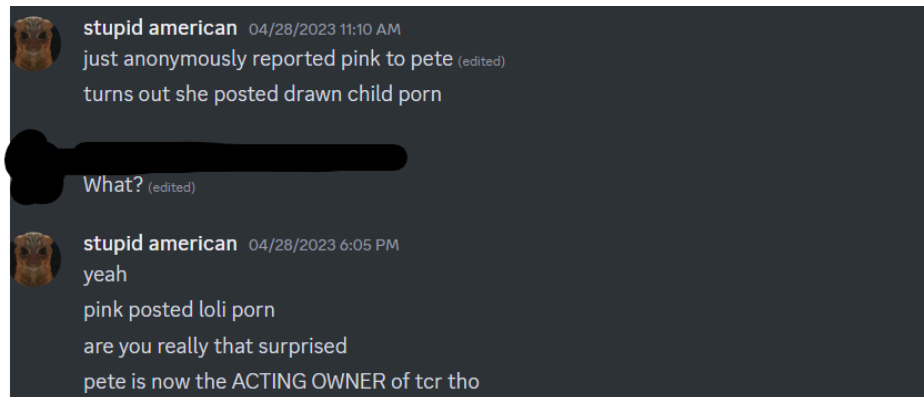 stupid american 04/28/2023 11:10 AM
just anonymously reported pink to pete (edited)
turns out she posted drawn child porn
What? (edited)
stupid american 04/28/2023 6:05 PM
yeah
pink posted loli porn
are you really that surprised
pete is now the ACTING OWNER of tcr tho